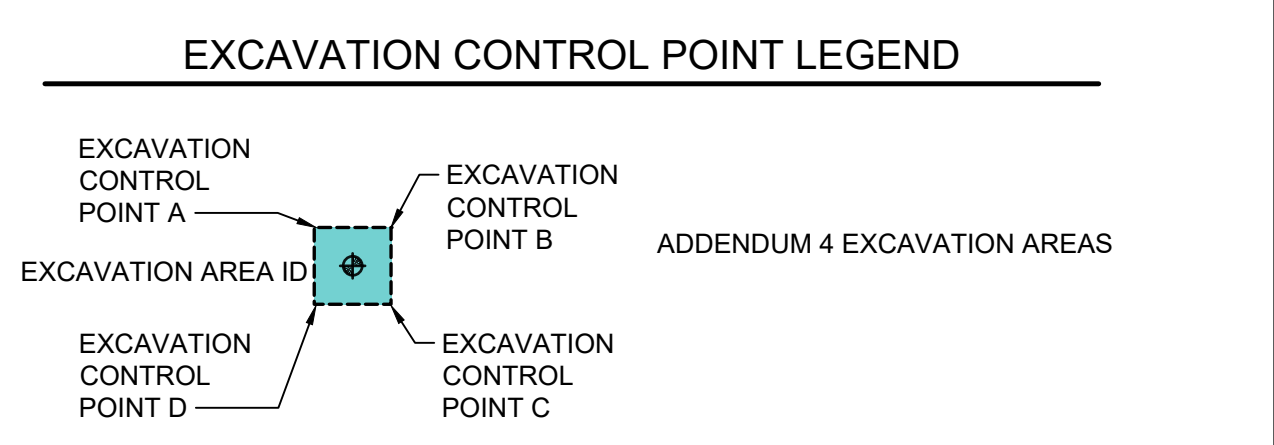 EXCAVATION CONTROL POINT LEGEND
EXCAVATION
CONTROL
POINT A
EXCAVATION
CONTROL
POINT B
ADDENDUM 4 EXCAVATION AREAS
EXCAVATION AREA ID
EXCAVATION
CONTROL
POINT D
EXCAVATION
CONTROL
POINT C